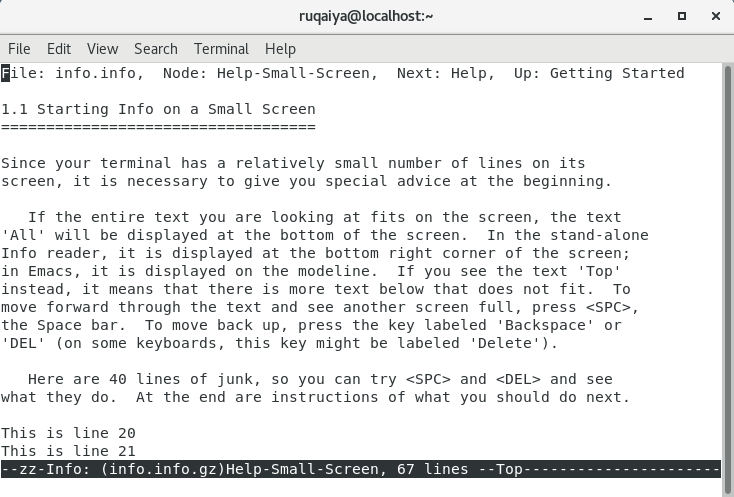 ruqaiya@localhost:~
File Edit View Search Terminal Help
File: info.info,  Node: Help-Small-Screen,  Next: Help,  Up: Getting Started
1.1 Starting Info on a Small Screen
===================================
Since your terminal has a relatively small number of lines on its
screen, it is necessary to give you special advice at the beginning.
   If the entire text you are looking at fits on the screen, the text
'All' will be displayed at the bottom of the screen.  In the stand-alone
Info reader, it is displayed at the bottom right corner of the screen;
in Emacs, it is displayed on the modeline.  If you see the text 'Top'
instead, it means that there is more text below that does not fit.  To
move forward through the text and see another screen full, press <SPC>,
the Space bar.  To move back up, press the key labeled 'Backspace' or
'DEL' (on some keyboards, this key might be labeled 'Delete').
   Here are 40 lines of junk, so you can try <SPC> and <DEL> and see
what they do.  At the end are instructions of what you should do next.
This is line 20
This is line 21
--zz-Info: (info.info.gz)Help-Small-Screen, 67 lines --Top----------------------